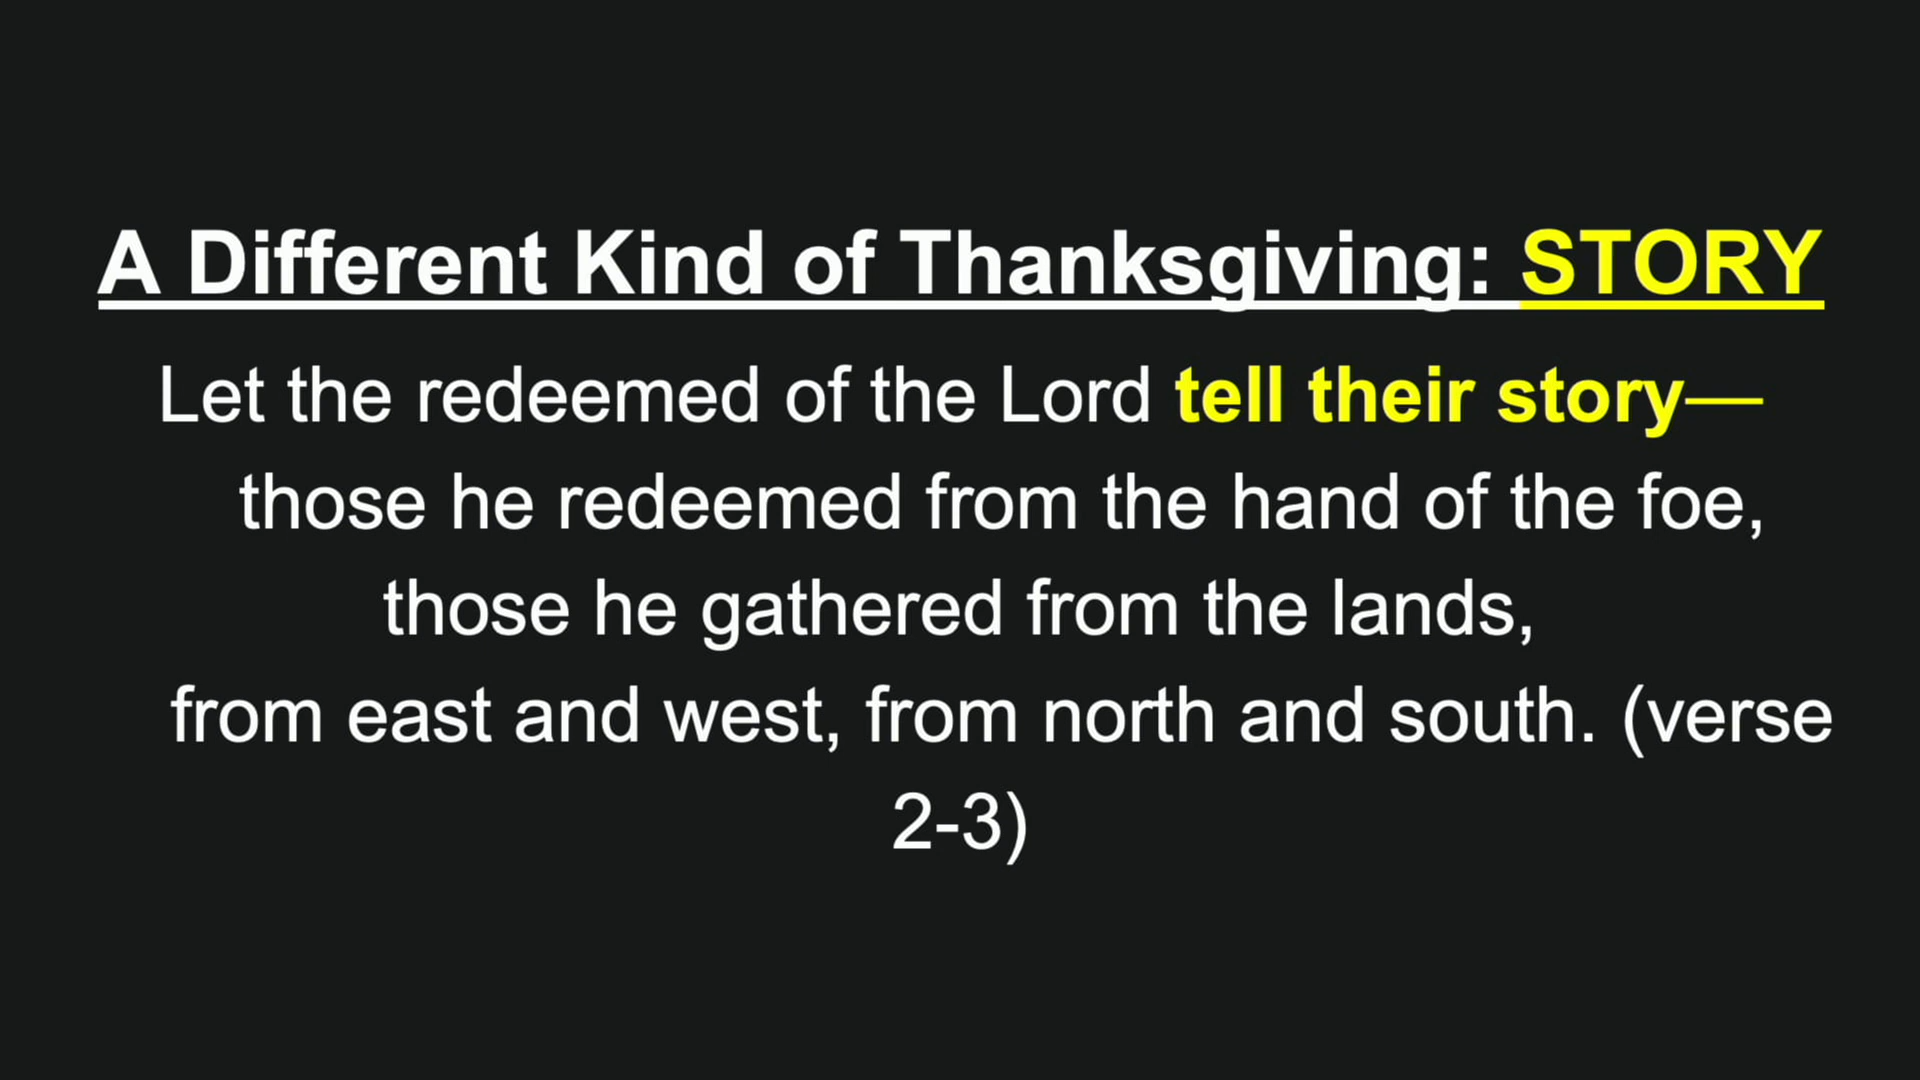 A Different Kind of Thanksgiving: STORY
Let the redeemed of the Lord tell their story—
those he redeemed from the hand of the foe,
those he gathered from the lands,
from east and west, from north and south. (verse
2-3)